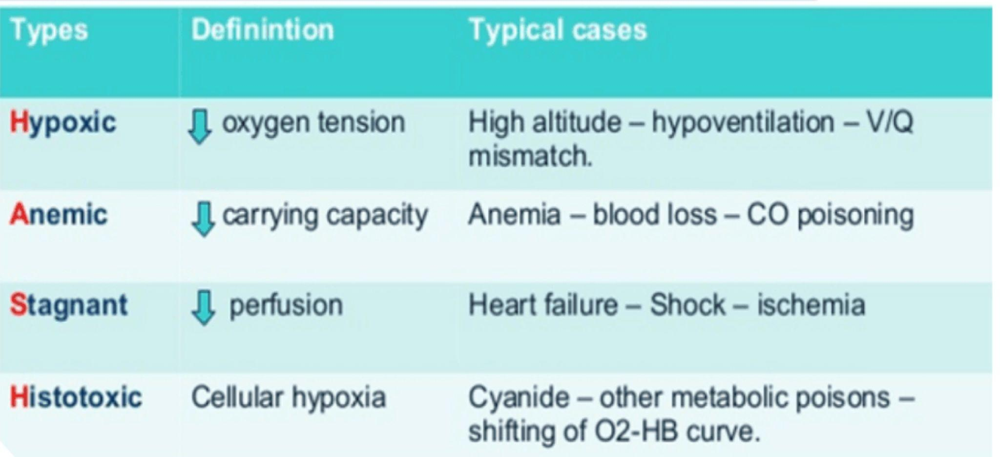 Types
Definintion
Typical cases
Hypoxic
oxygen tension
High altitude – hypoventilation – V/Q
mismatch.
Anemic
carrying capacity
Anemia – blood loss – CO poisoning
Stagnant
perfusion
Heart failure – Shock – ischemia
Histotoxic
Cellular hypoxia
Cyanide – other metabolic poisons –
shifting of O2-HB curve.